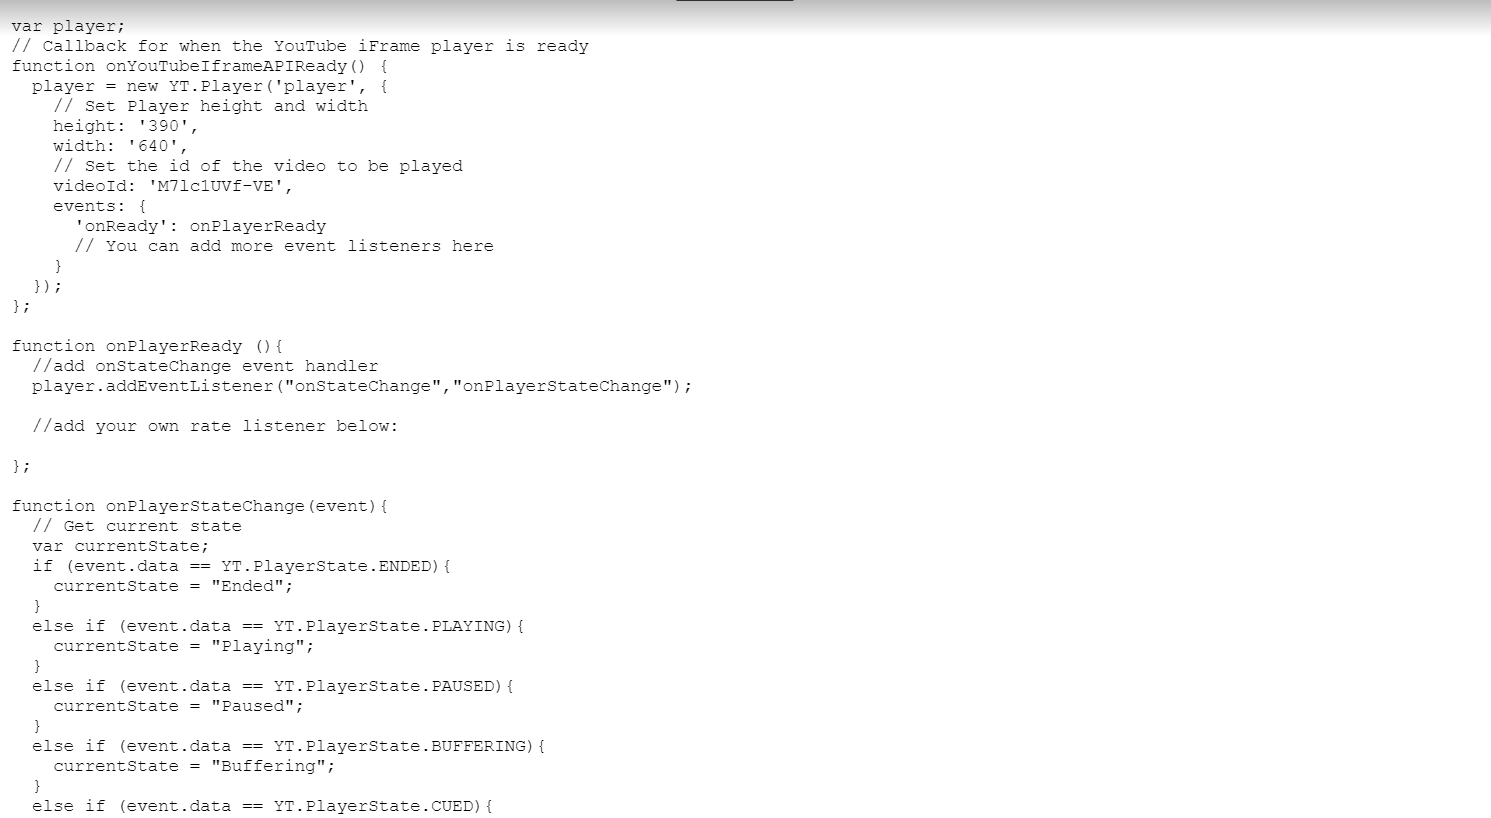 var player;
// Callback for when the YouTube iFrame player is ready
function onYouTubeIframeAPIReady() {
  player = new YT.Player('player', {
    // Set Player height and width
    height: '390',
    width: '640',
    // Set the id of the video to be played
    videoId: 'M7lc1UVf-VE',
    events: {
      'onReady': onPlayerReady
      // You can add more event listeners here
    }
  });
};

function onPlayerReady (){
  //add onStateChange event handler
  player.addEventListener("onStateChange","onPlayerStateChange");

  //add your own rate listener below:

};

function onPlayerStateChange(event){
  // Get current state
  var currentState;
  if (event.data == YT.PlayerState.ENDED){
    currentState = "Ended";
  }
  else if (event.data == YT.PlayerState.PLAYING){
    currentState = "Playing";
  }
  else if (event.data == YT.PlayerState.PAUSED){
    currentState = "Paused";
  }
  else if (event.data == YT.PlayerState.BUFFERING){
    currentState = "Buffering";
  }
  else if (event.data == YT.PlayerState.CUED){